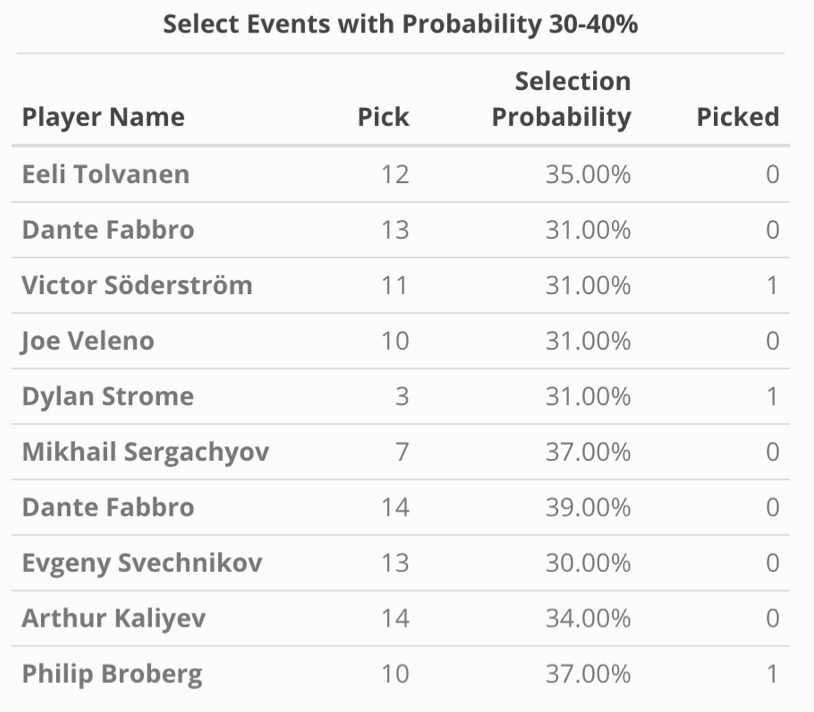 Select Events with Probability 30-40%
Selection
Player Name Pick Probability Picked
Eeli Tolvanen 12 35.00% 0
Dante Fabbro 13 31.00% 0
Victor Söderström 11 31.00% 1
Joe Veleno 10 31.00% 0
Dylan Strome 3 31.00% 1
Mikhail Sergachyov 7 37.00% 0
Dante Fabbro 14 39.00% 0
Evgeny Svechnikov 13 30.00% 0
Arthur Kaliyev 14 34.00% 0
Philip Broberg 10 37.00% 1